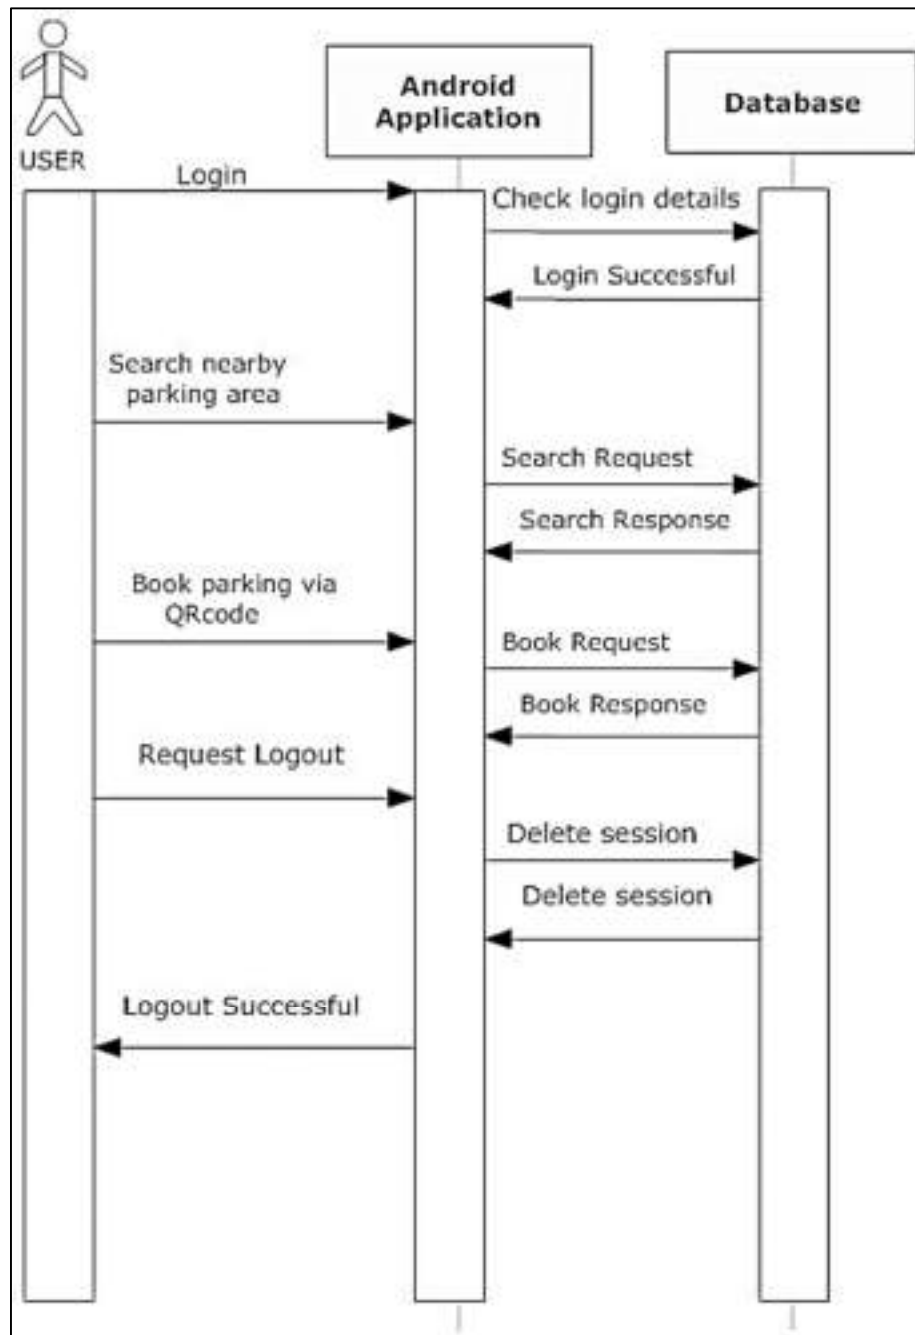 Android
Application
Database
USER
Login
Check login details
Login Successful
Search nearby
parking area
Search Request
Search Response
Book parking via
QRcode
Book Request
Book Response
Request Logout
Delete session
Delete session
Logout Successful